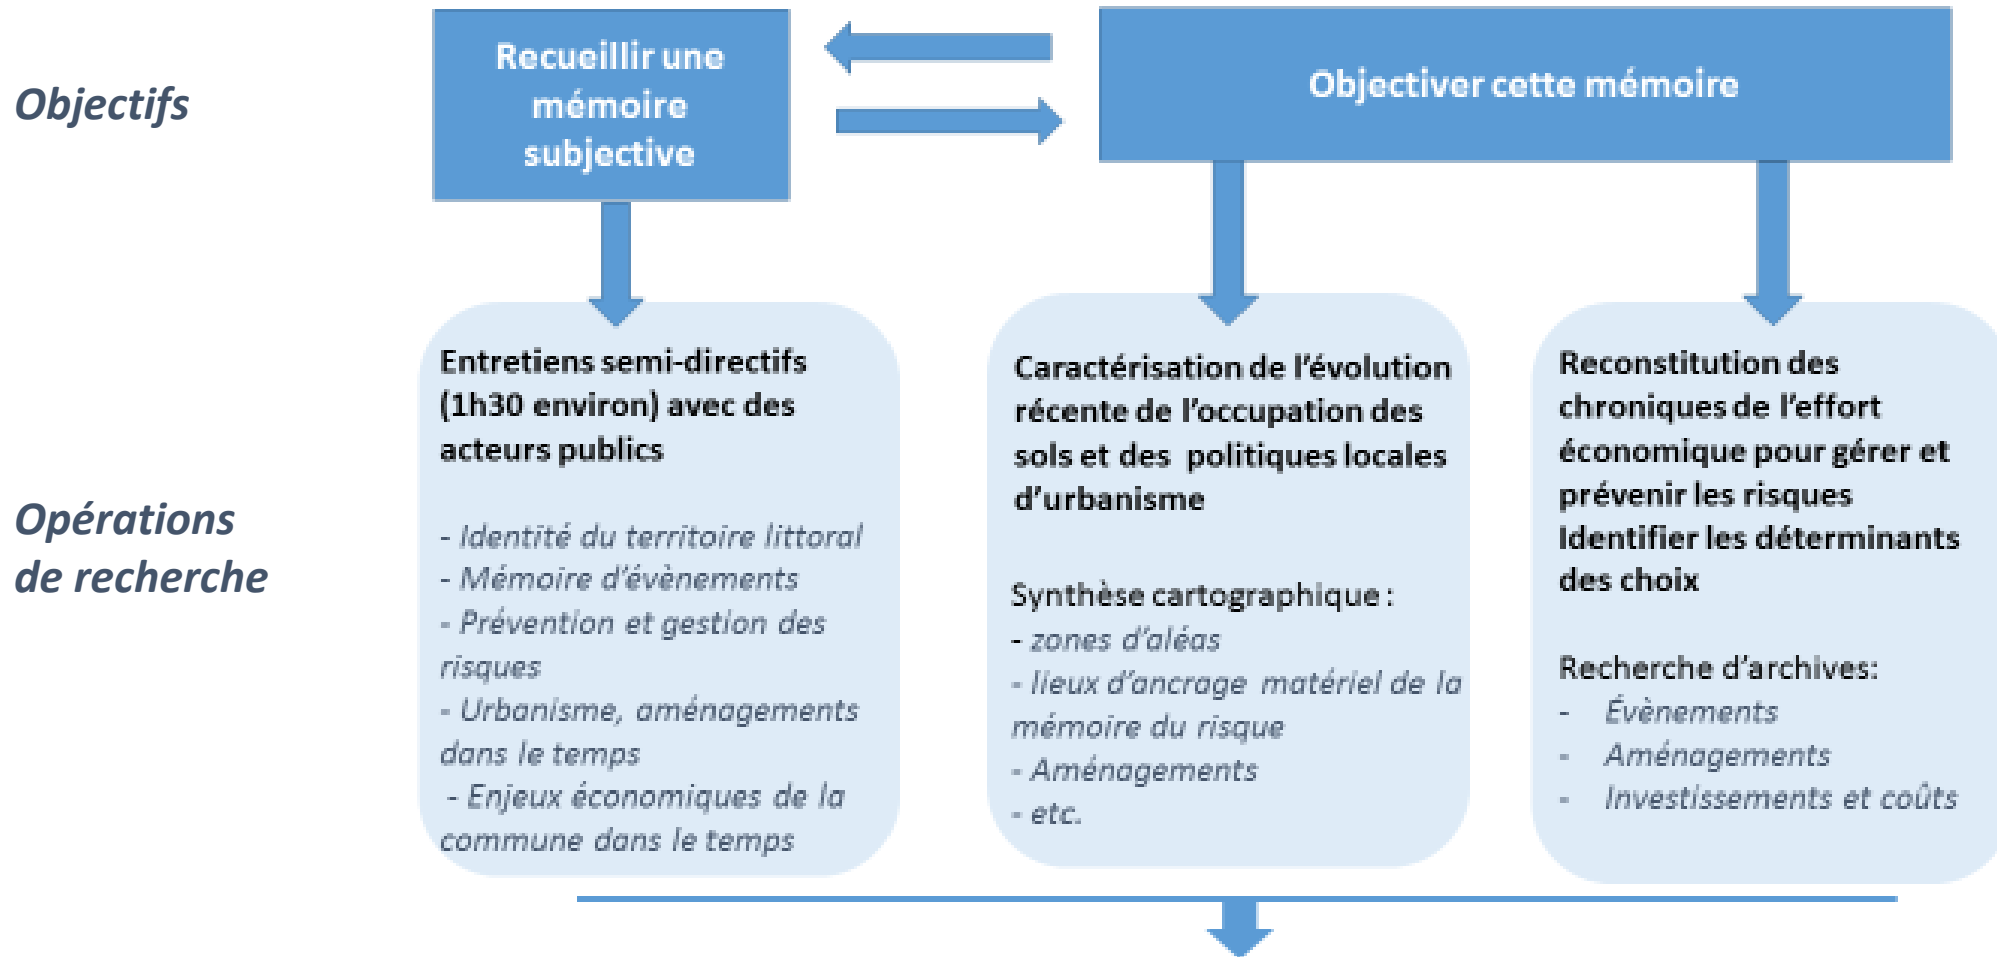 Objectifs
Recueillir une
mémoire
subjective
Objectiver cette mémoire
Opérations
de recherche
Entretiens semi-directifs
(1h30 environ) avec des
acteurs publics
- Identité du territoire littoral
- Mémoire d'évènements
- Prévention et gestion des
risques
- Urbanisme, aménagements
dans le temps
- Enjeux économiques de la
commune dans le temps
Caractérisation de l'évolution
récente de l'occupation des
sols et des politiques locales
d'urbanisme
Synthèse cartographique :
- zones d'aléas
- lieux d'ancrage matériel de la
mémoire du risque
- Aménagements
- etc.
Reconstitution des
chroniques de l'effort
économique pour gérer et
prévenir les risques
Identifier les déterminants
des choix
Recherche d'archives:
- Évènements
- Aménagements
- Investissements et coûts